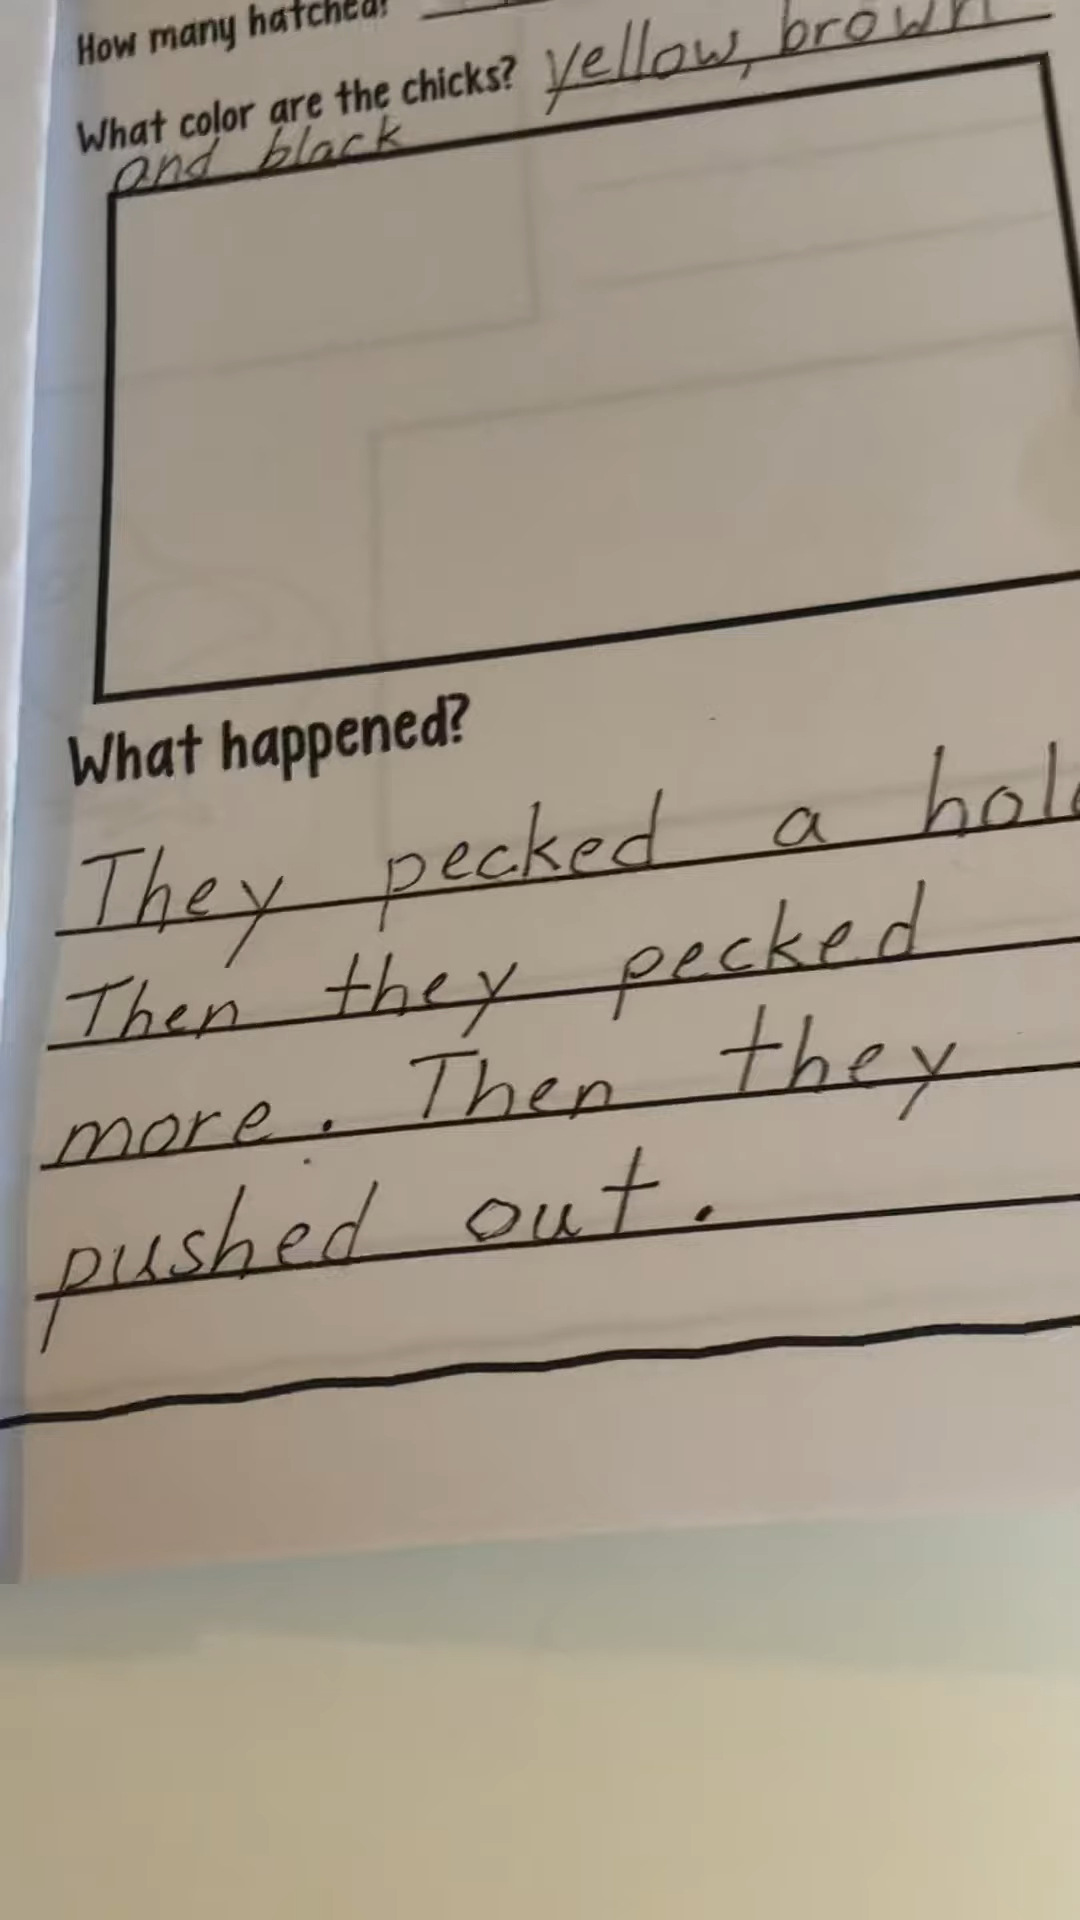 How many hatched?
What color are the chicks? yellow, brown
and black
What happened?
They pecked a hole
Then they pecked
more. Then they
pushed out.